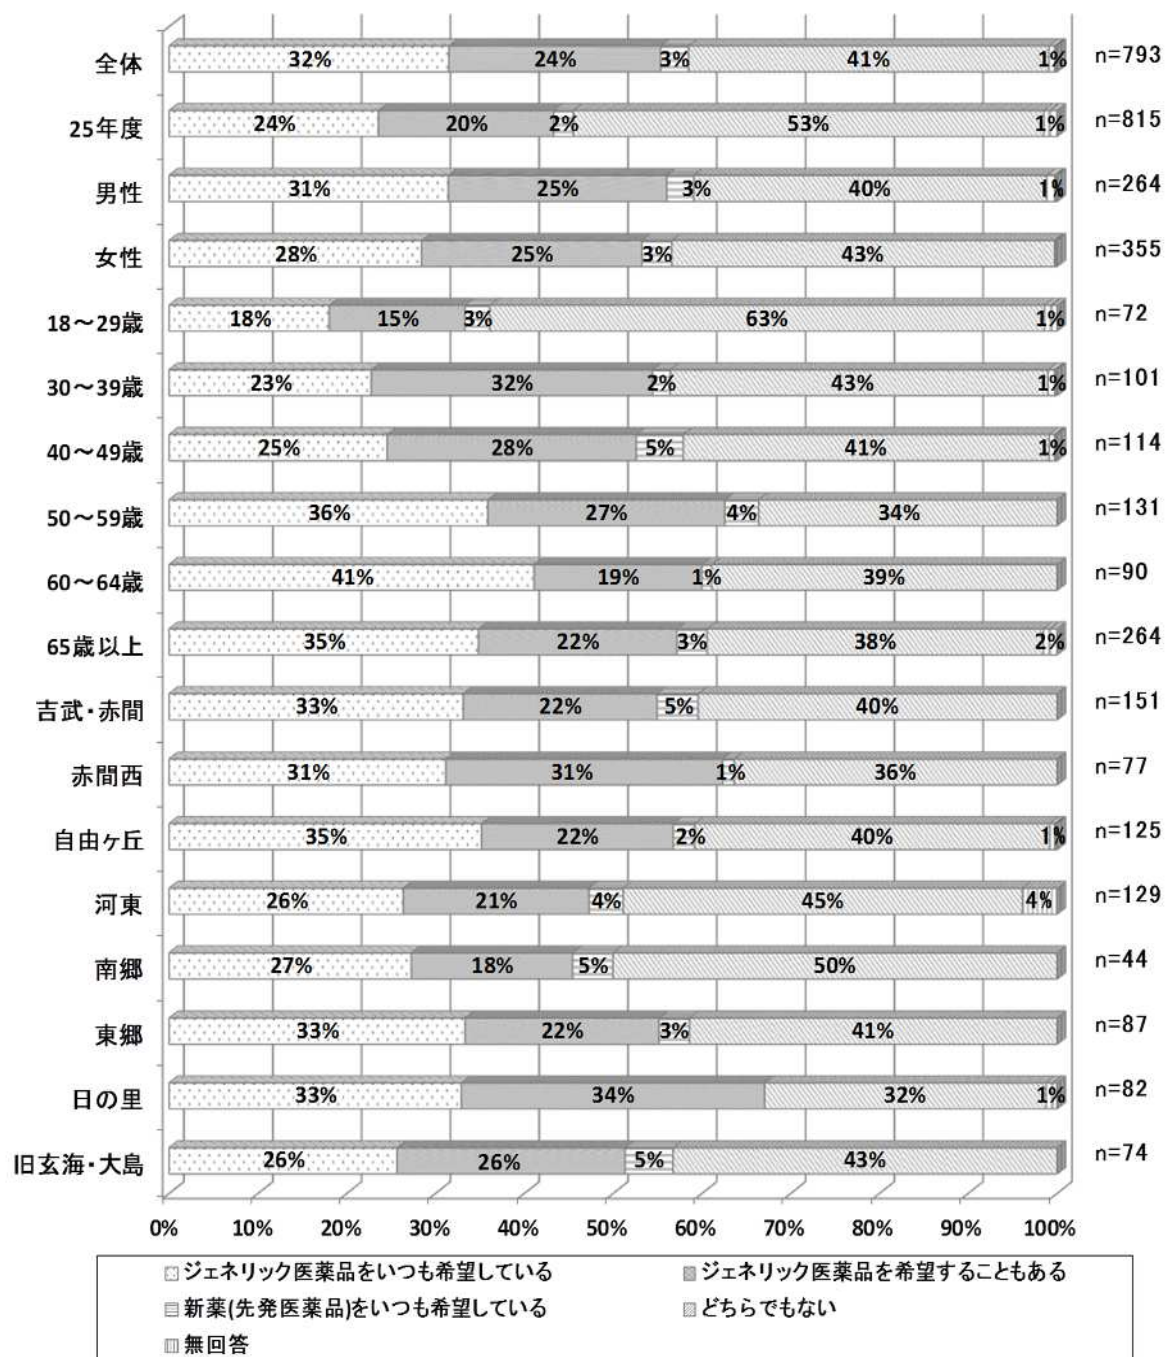 全体 32% 24% 3% 41% 1% n=793
25年度 24% 20% 2% 53% 1% n=815
男性 31% 25% 3% 40% 1% n=264
女性 28% 25% 3% 43% n=355
18～29歳 18% 15% 3% 63% 1% n=72
30～39歳 23% 32% 2% 43% 1% n=101
40～49歳 25% 28% 5% 41% 1% n=114
50～59歳 36% 27% 4% 34% n=131
60～64歳 41% 19% 1% 39% n=90
65歳以上 35% 22% 3% 38% 2% n=264
吉武・赤間 33% 22% 5% 40% n=151
赤間西 31% 31% 1% 36% n=77
自由ヶ丘 35% 22% 2% 40% 1% n=125
河東 26% 21% 4% 45% 4% n=129
南郷 27% 18% 5% 50% n=44
東郷 33% 22% 3% 41% n=87
日の里 33% 34% 32% 1% n=82
旧玄海・大島 26% 26% 5% 43% n=74
0% 10% 20% 30% 40% 50% 60% 70% 80% 90% 100%
ジェネリック医薬品をいつも希望している ジェネリック医薬品を希望することもある
新薬(先発医薬品)をいつも希望している どちらでもない
無回答